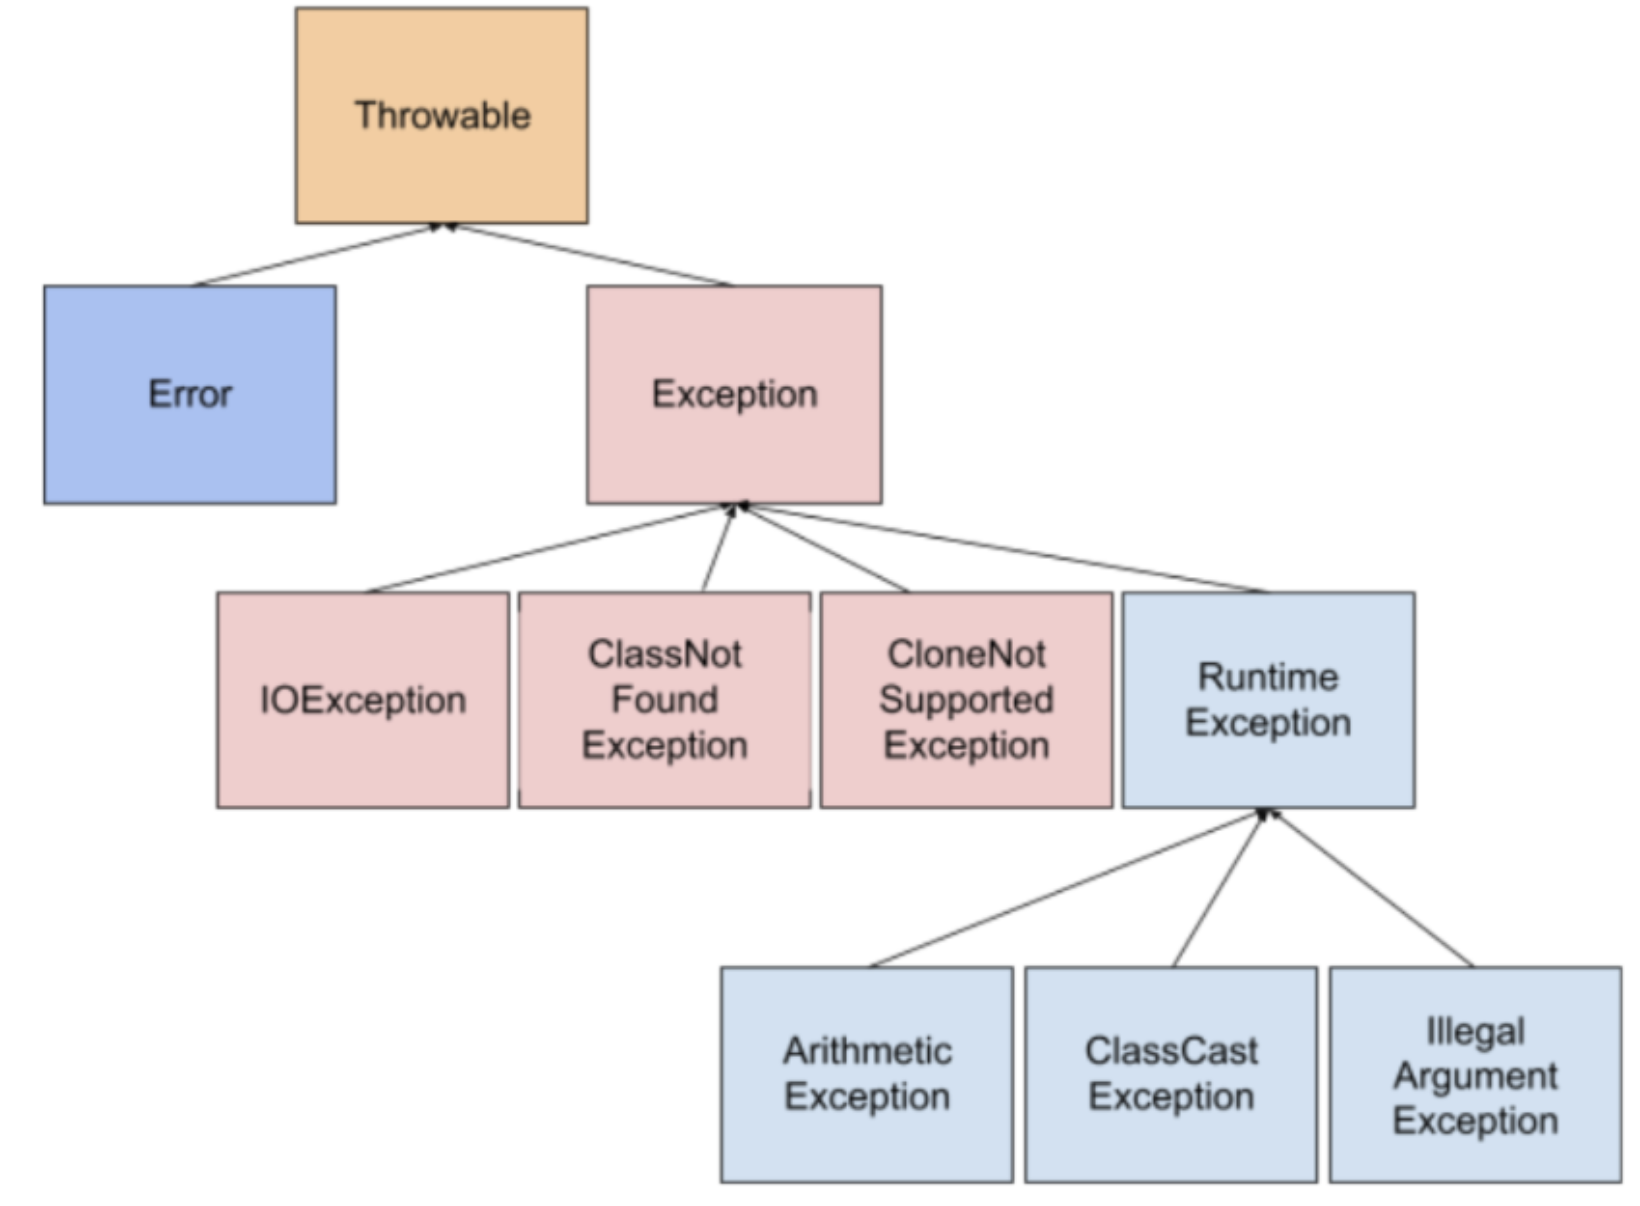 Throwable
Error
Exception
IOException
ClassNot
Found
Exception
CloneNot
Supported
Exception
Runtime
Exception
Arithmetic
Exception
ClassCast
Exception
Illegal
Argument
Exception